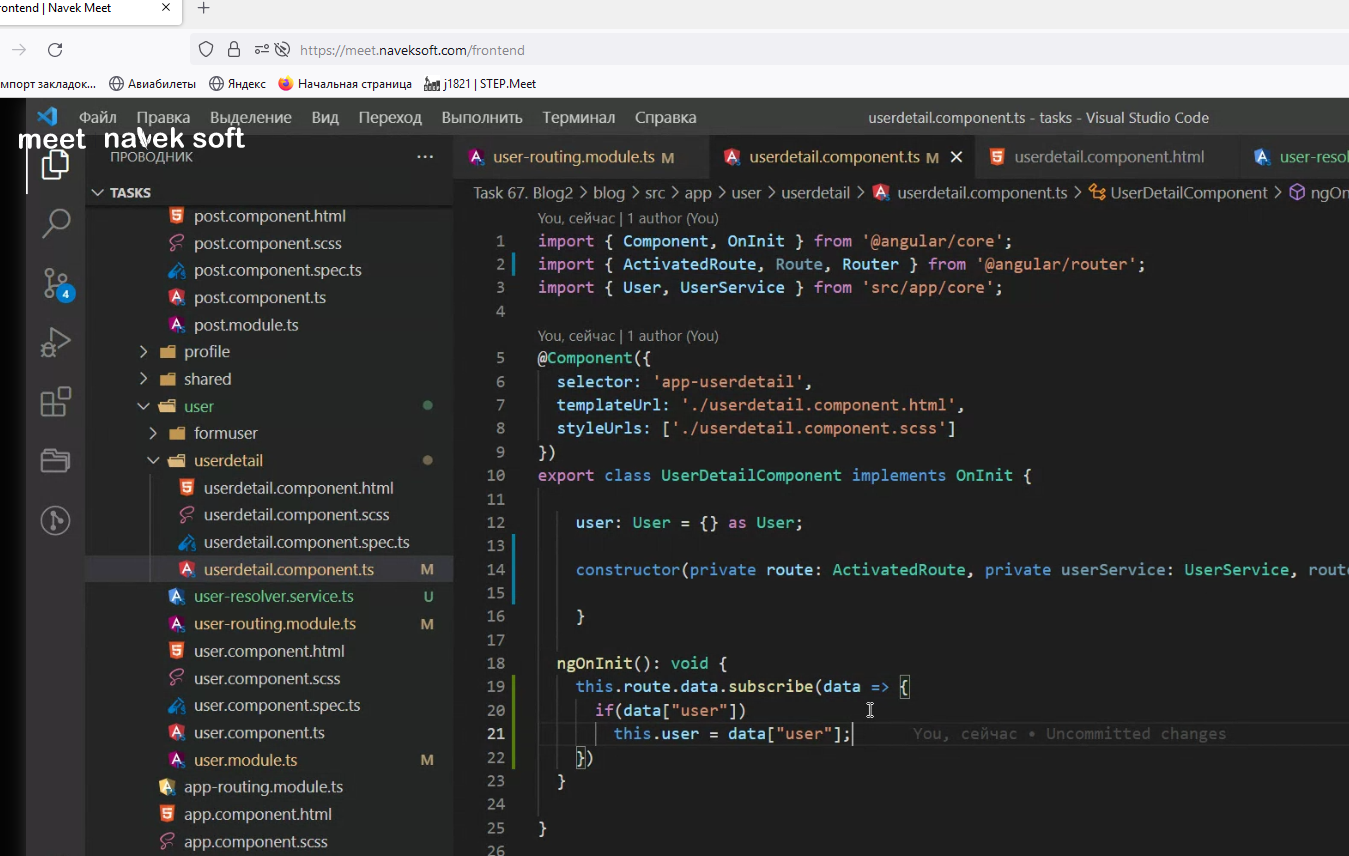 rontend | Navek Meet
https://meet.naveksoft.com/frontend
мпорт закладок... Авиабилеты Яндекс Начальная страница j1821 | STEP.Meet
Файл Правка Выделение Вид Переход Выполнить Терминал Справка userdetail.component.ts - tasks - Visual Studio Code
meet navek soft
ПРОВОДНИК ···
TASKS
post.component.html
post.component.scss
post.component.spec.ts
post.component.ts
post.module.ts
profile
shared
user
formuser
userdetail
userdetail.component.html
userdetail.component.scss
userdetail.component.spec.ts
userdetail.component.ts M
user-resolver.service.ts U
user-routing.module.ts M
user.component.html
user.component.scss
user.component.spec.ts
user.component.ts
user.module.ts M
app-routing.module.ts
app.component.html
app.component.scss
4
user-routing.module.ts M userdetail.component.ts M userdetail.component.html user-resol
Task 67. Blog2 > blog > src > app > user > userdetail > userdetail.component.ts > UserDetailComponent > ngOn
You, сейчас | 1 author (You)
1 import { Component, OnInit } from '@angular/core';
2 import { ActivatedRoute, Route, Router } from '@angular/router';
3 import { User, UserService } from 'src/app/core';
4
You, сейчас | 1 author (You)
5 @Component({
6 selector: 'app-userdetail',
7 templateUrl: './userdetail.component.html',
8 styleUrls: ['./userdetail.component.scss']
9 })
10 export class UserDetailComponent implements OnInit {
11
12 user: User = {} as User;
13
14 constructor(private route: ActivatedRoute, private userService: UserService, route
15
16 }
17
18 ngOnInit(): void {
19 this.route.data.subscribe(data => {
20 if(data["user"])
21 this.user = data["user"]; You, сейчас • Uncommitted changes
22 })
23 }
24
25 }
26